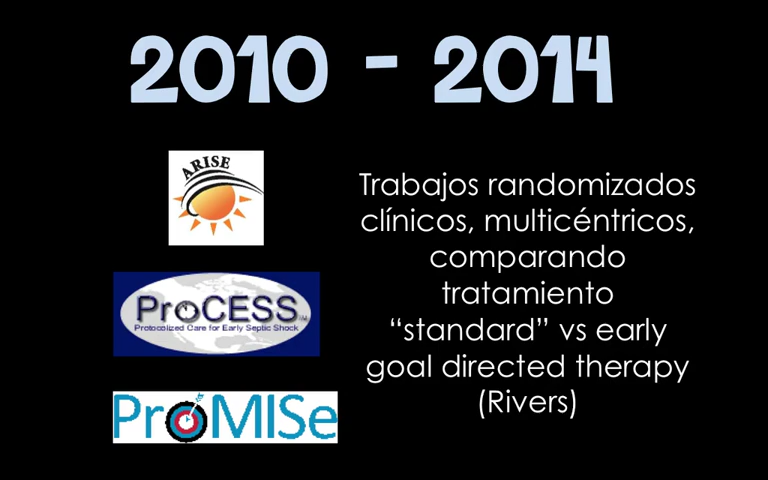 2010 - 2014
ARISE
ProCESS
Protocolized Care for Early Septic Shock
ProMISe
Trabajos randomizados
clínicos, multicéntricos,
comparando
tratamiento
“standard” vs early
goal directed therapy
(Rivers)